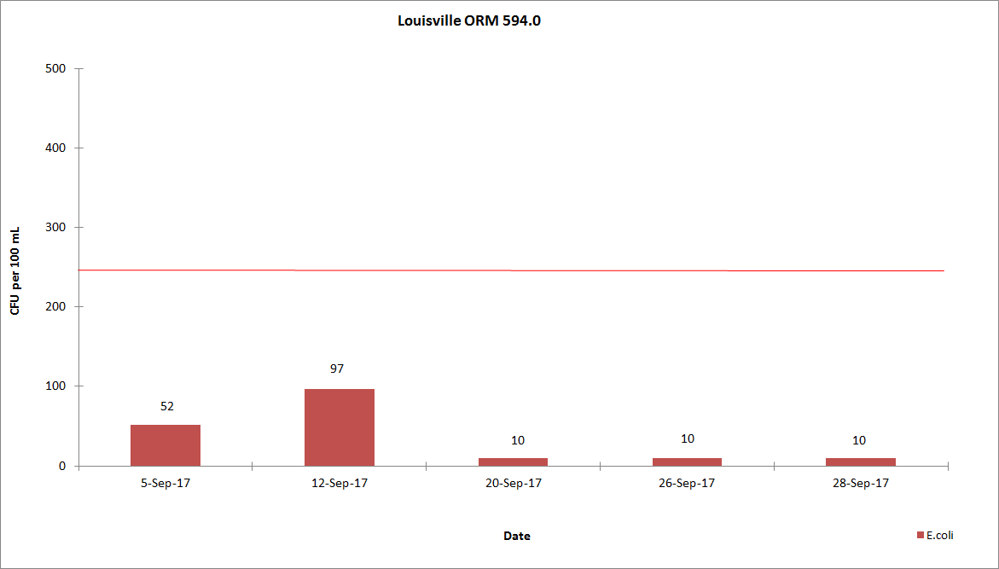 Louisville ORM 594.0
500
400
300
200
100
0
CFU per 100 mL
52
97
10
10
10
5-Sep-17
12-Sep-17
20-Sep-17
26-Sep-17
28-Sep-17
Date
E.coli